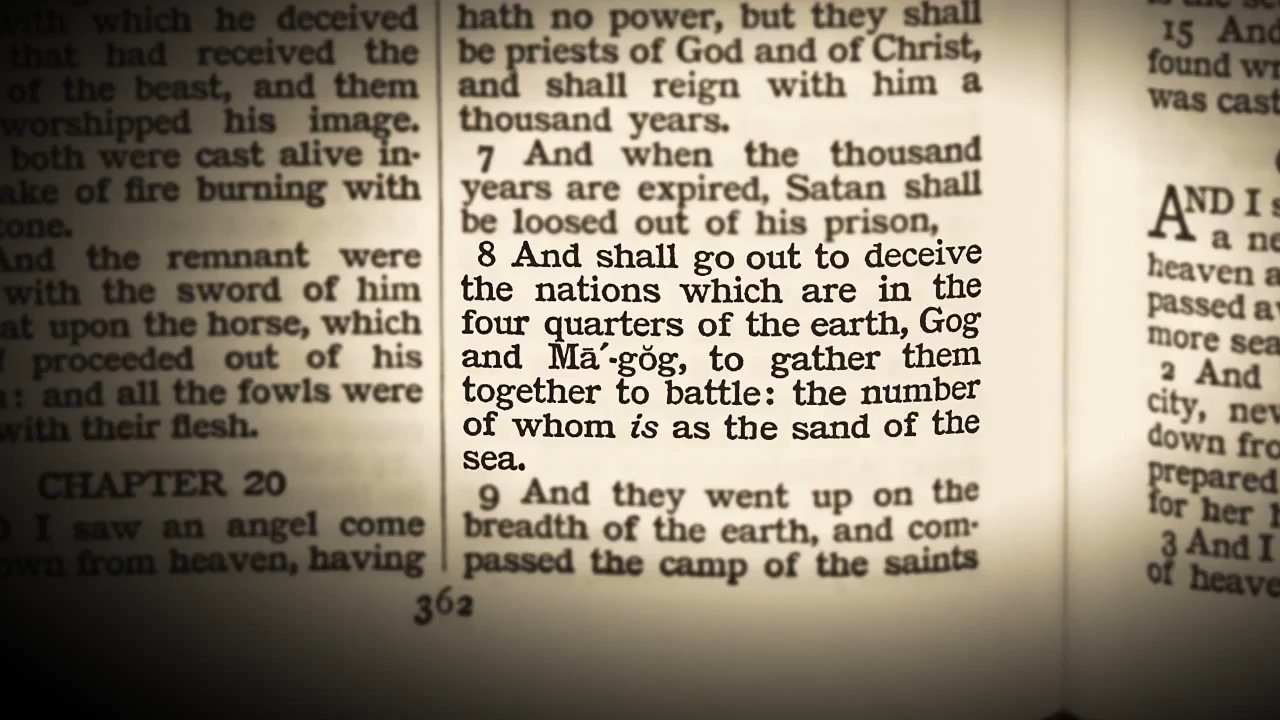 with which he deceived
that had received the
of the beast, and them
worshipped his image.
both were cast alive in-
ake of fire burning with
tone.
And the remnant were
with the sword of him
at upon the horse, which
proceeded out of his
: and all the fowls were
with their flesh.
CHAPTER 20
I saw an angel come
own from heaven, having
hath no power, but they shall
be priests of God and of Christ,
and shall reign with him a
thousand years.
7 And when the thousand
years are expired, Satan shall
be loosed out of his prison,
8 And shall go out to deceive
the nations which are in the
four quarters of the earth, Gog
and Mā´-gŏg, to gather them
together to battle: the number
of whom is as the sand of the
sea.
9 And they went up on the
breadth of the earth, and com-
passed the camp of the saints
362
15 And
found wr
was cast
AND I s
a ne
heaven a
passed a
more sea
2 And
city, new
down fro
prepared
for her h
3 And I
of heave